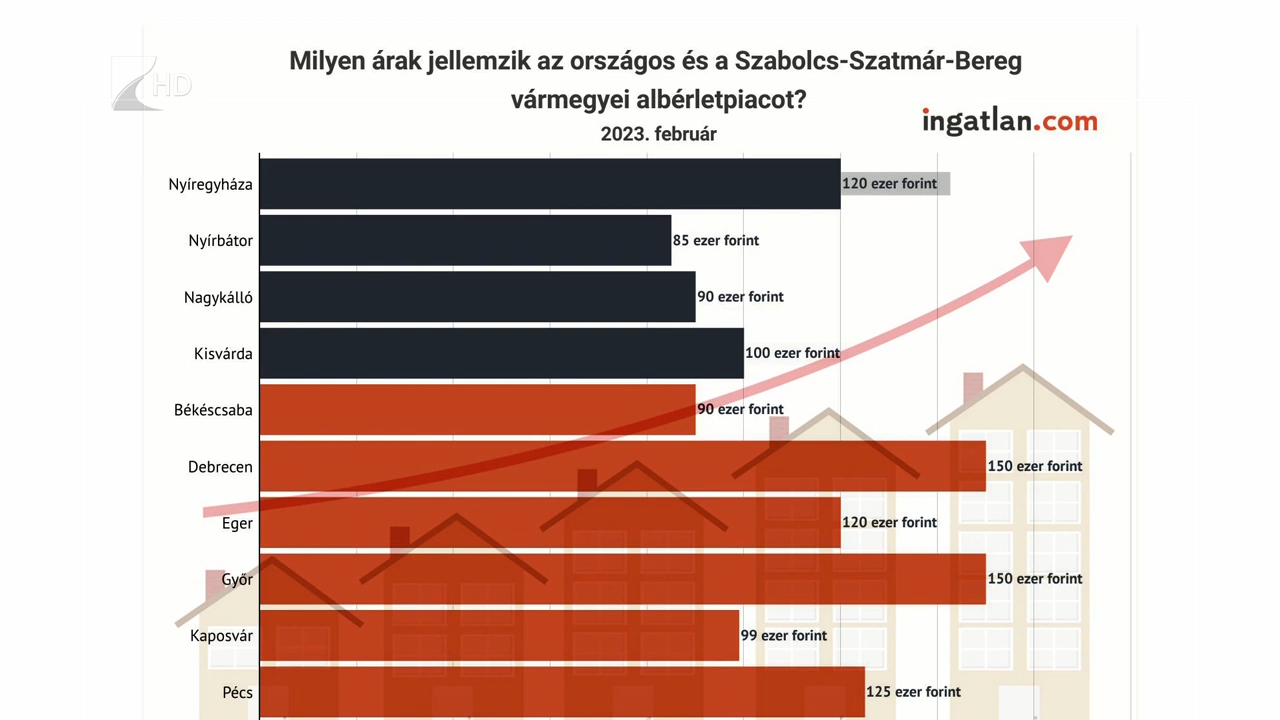 Milyen árak jellemzik az országos és a Szabolcs-Szatmár-Bereg
vármegyei albérletpiacot?
2023. február
HD
ingatlan.com
Nyíregyháza 120 ezer forint
Nyírbátor 85 ezer forint
Nagykálló 90 ezer forint
Kisvárda 100 ezer forint
Békéscsaba 90 ezer forint
Debrecen 150 ezer forint
Eger 120 ezer forint
Győr 150 ezer forint
Kaposvár 99 ezer forint
Pécs 125 ezer forint